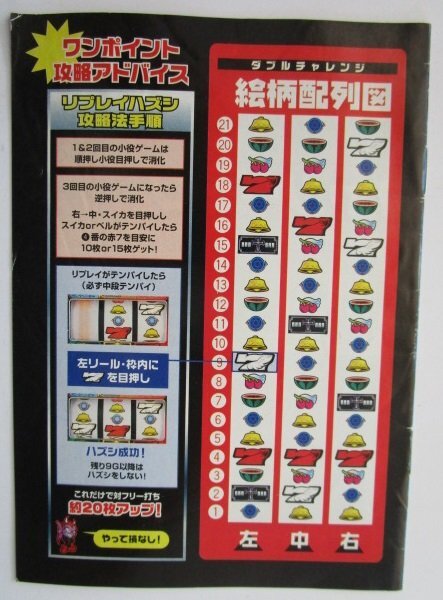 ワンポイント
攻略アドバイス
リプレイハズシ
攻略法手順
1&2回目の小役ゲームは
順押し小役目押しで消化
3回目の小役ゲームになったら
逆押しで消化
右→中・スイカを目押しし
スイカorベルがテンパイしたら
❹番の赤7を目安に
10枚or15枚ゲット!
リプレイがテンパイしたら
(必ず中段テンパイ)
左リール・枠内に
7を目押し
ハズシ成功!
残り9G以降は
ハズシをしない!
これだけで対フリー打ち
約20枚アップ!
やって損なし!
ダブルチャレンジ
絵柄配列図
21
20
19
18
17
16
15
14
13
12
11
10
9
8
7
6
5
4
3
2
1
左 中 右